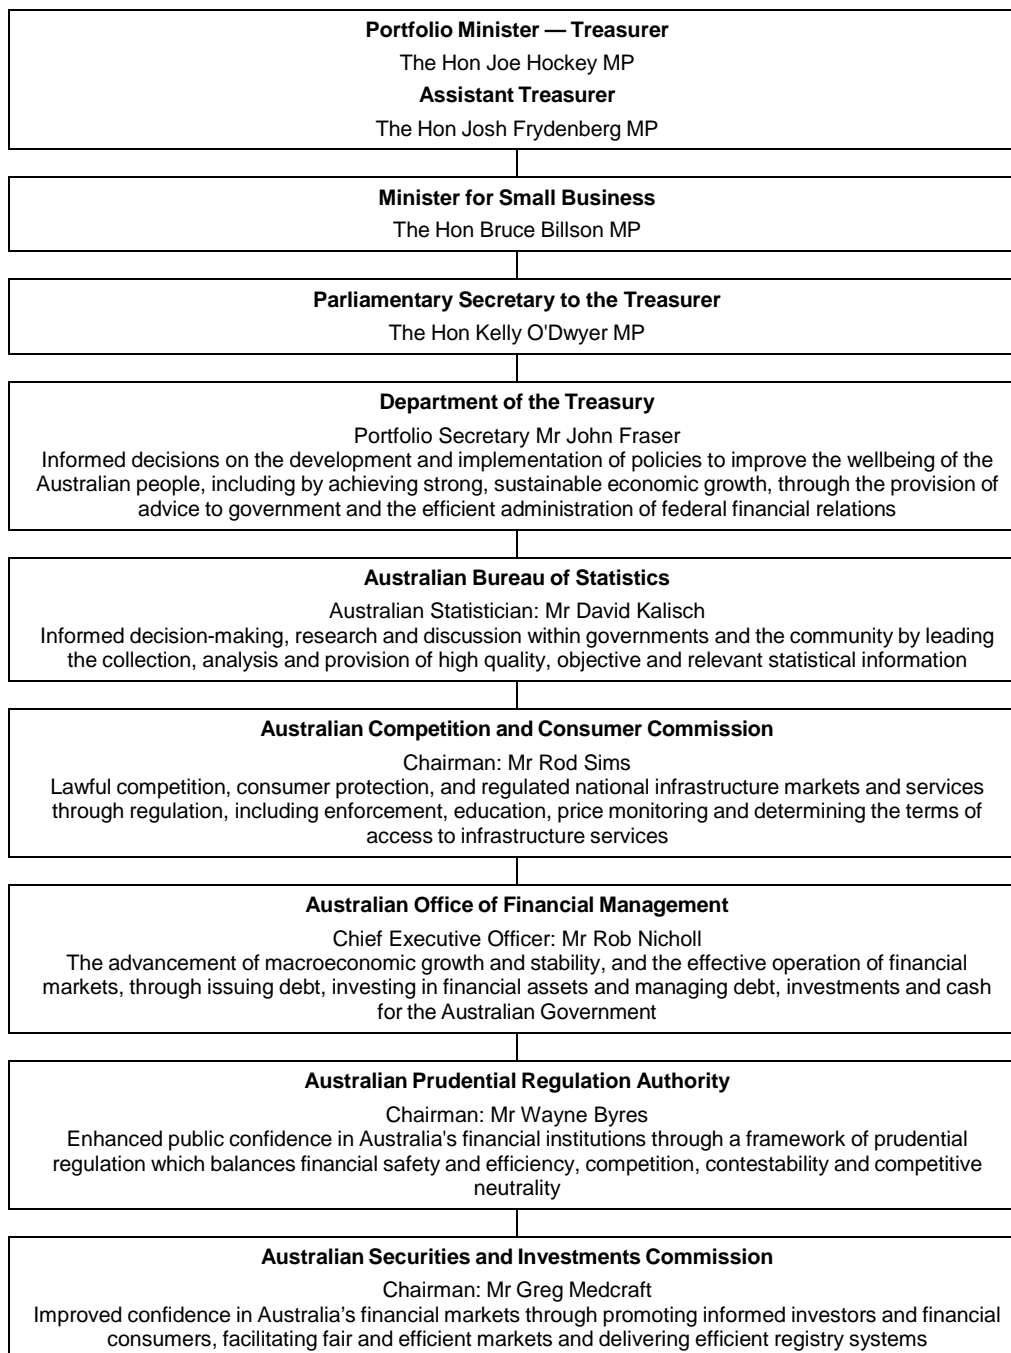 Portfolio Minister — Treasurer
The Hon Joe Hockey MP
Assistant Treasurer
The Hon Josh Frydenberg MP
Minister for Small Business
The Hon Bruce Billson MP
Parliamentary Secretary to the Treasurer
The Hon Kelly O'Dwyer MP
Department of the Treasury
Portfolio Secretary Mr John Fraser
Informed decisions on the development and implementation of policies to improve the wellbeing of the
Australian people, including by achieving strong, sustainable economic growth, through the provision of
advice to government and the efficient administration of federal financial relations
Australian Bureau of Statistics
Australian Statistician: Mr David Kalisch
Informed decision-making, research and discussion within governments and the community by leading
the collection, analysis and provision of high quality, objective and relevant statistical information
Australian Competition and Consumer Commission
Chairman: Mr Rod Sims
Lawful competition, consumer protection, and regulated national infrastructure markets and services
through regulation, including enforcement, education, price monitoring and determining the terms of
access to infrastructure services
Australian Office of Financial Management
Chief Executive Officer: Mr Rob Nicholl
The advancement of macroeconomic growth and stability, and the effective operation of financial
markets, through issuing debt, investing in financial assets and managing debt, investments and cash
for the Australian Government
Australian Prudential Regulation Authority
Chairman: Mr Wayne Byres
Enhanced public confidence in Australia's financial institutions through a framework of prudential
regulation which balances financial safety and efficiency, competition, contestability and competitive
neutrality
Australian Securities and Investments Commission
Chairman: Mr Greg Medcraft
Improved confidence in Australia’s financial markets through promoting informed investors and financial
consumers, facilitating fair and efficient markets and delivering efficient registry systems